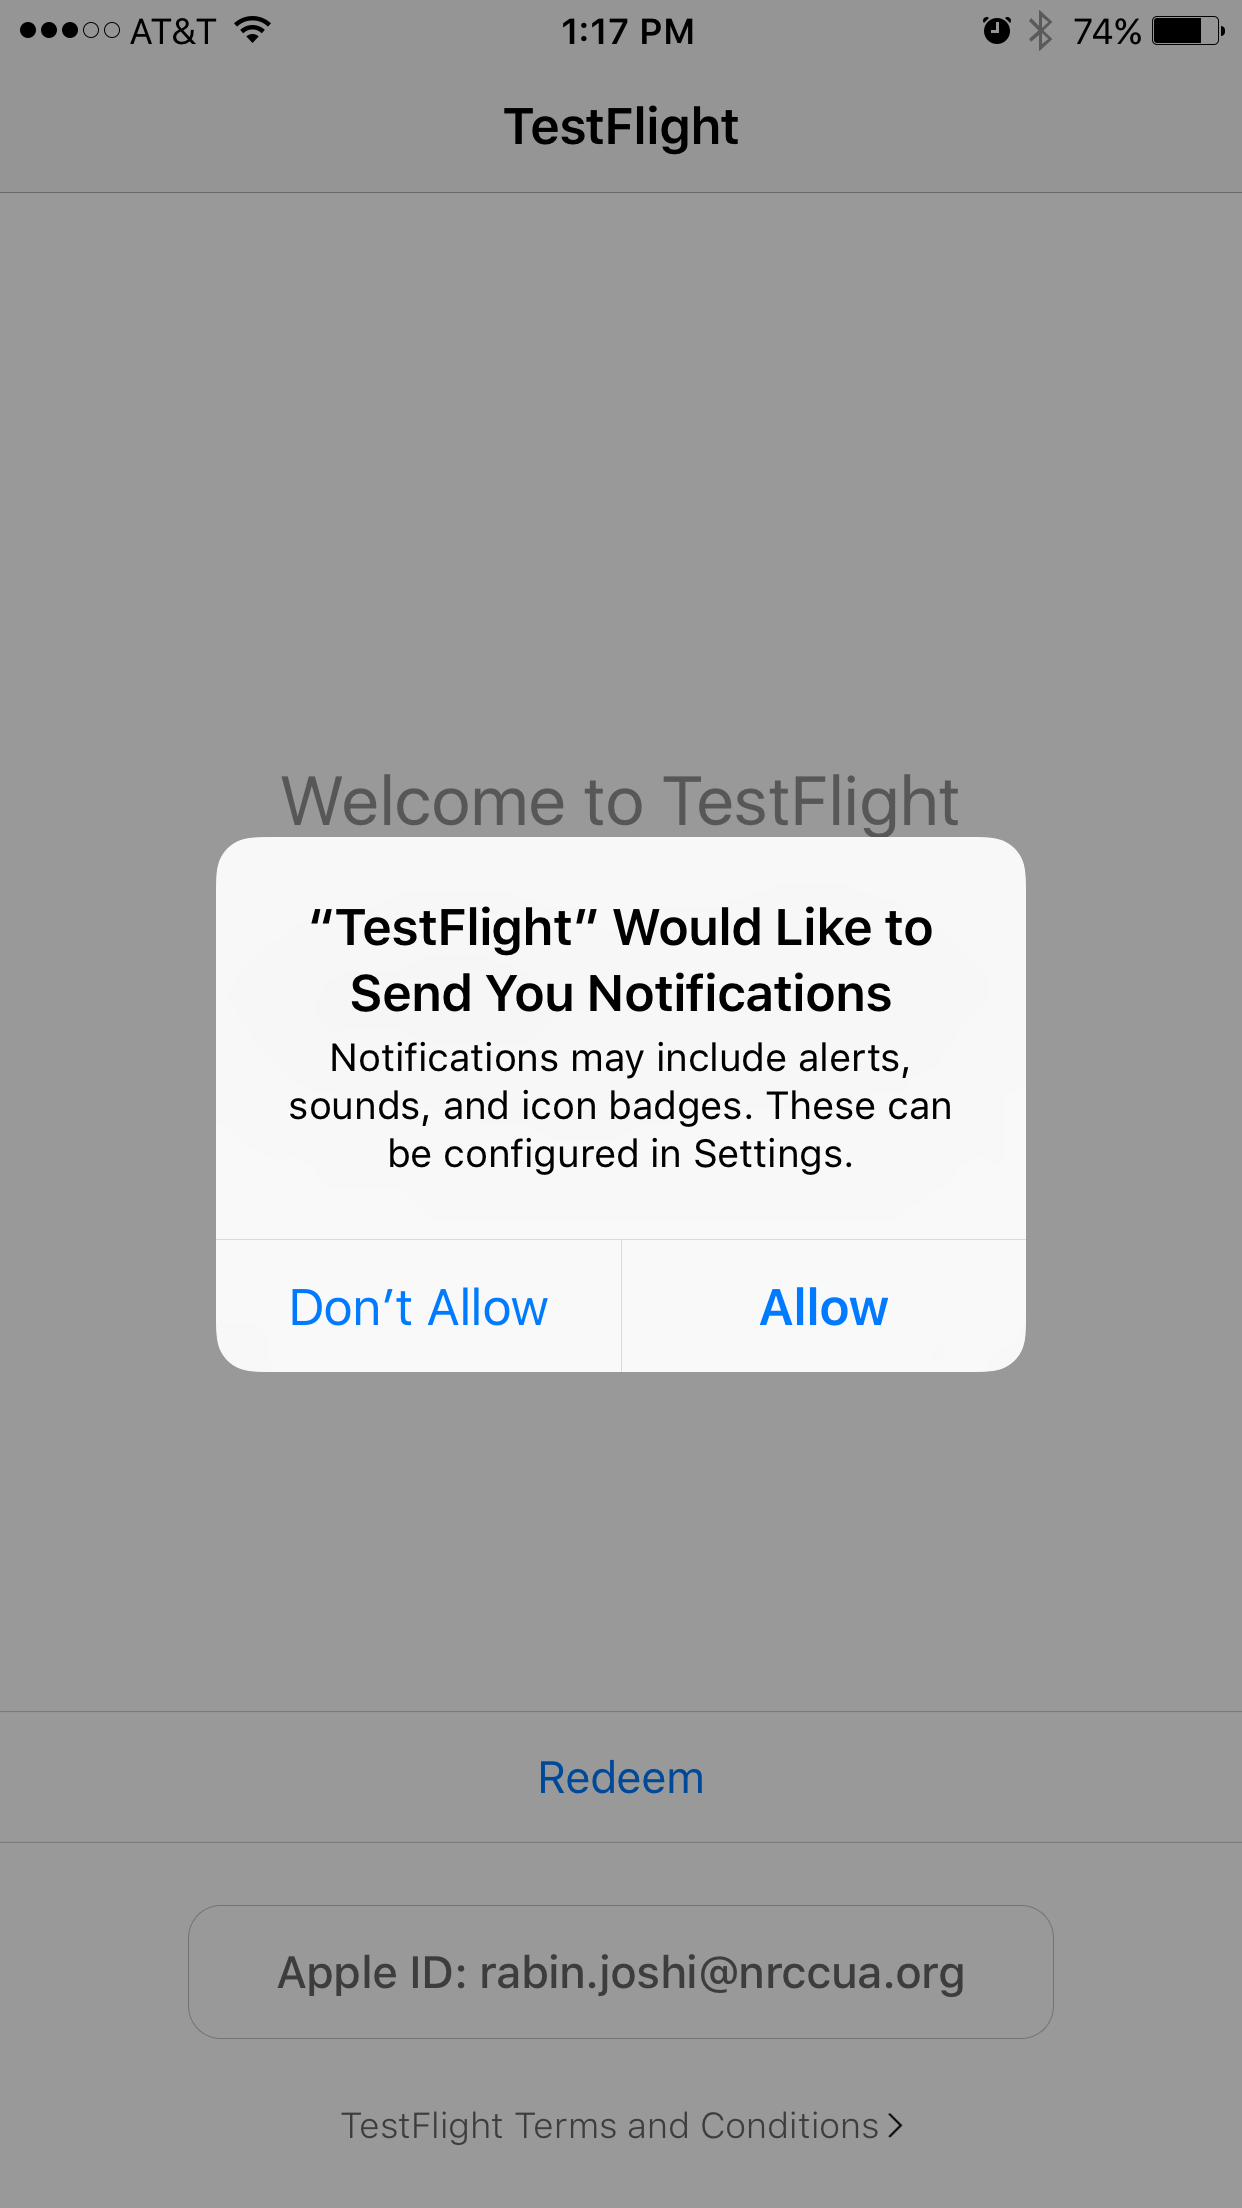 AT&T 1:17 PM 74%
TestFlight
Welcome to TestFlight
“TestFlight” Would Like to
Send You Notifications
Notifications may include alerts,
sounds, and icon badges. These can
be configured in Settings.
Don’t Allow Allow
Redeem
Apple ID: rabin.joshi@nrccua.org
TestFlight Terms and Conditions